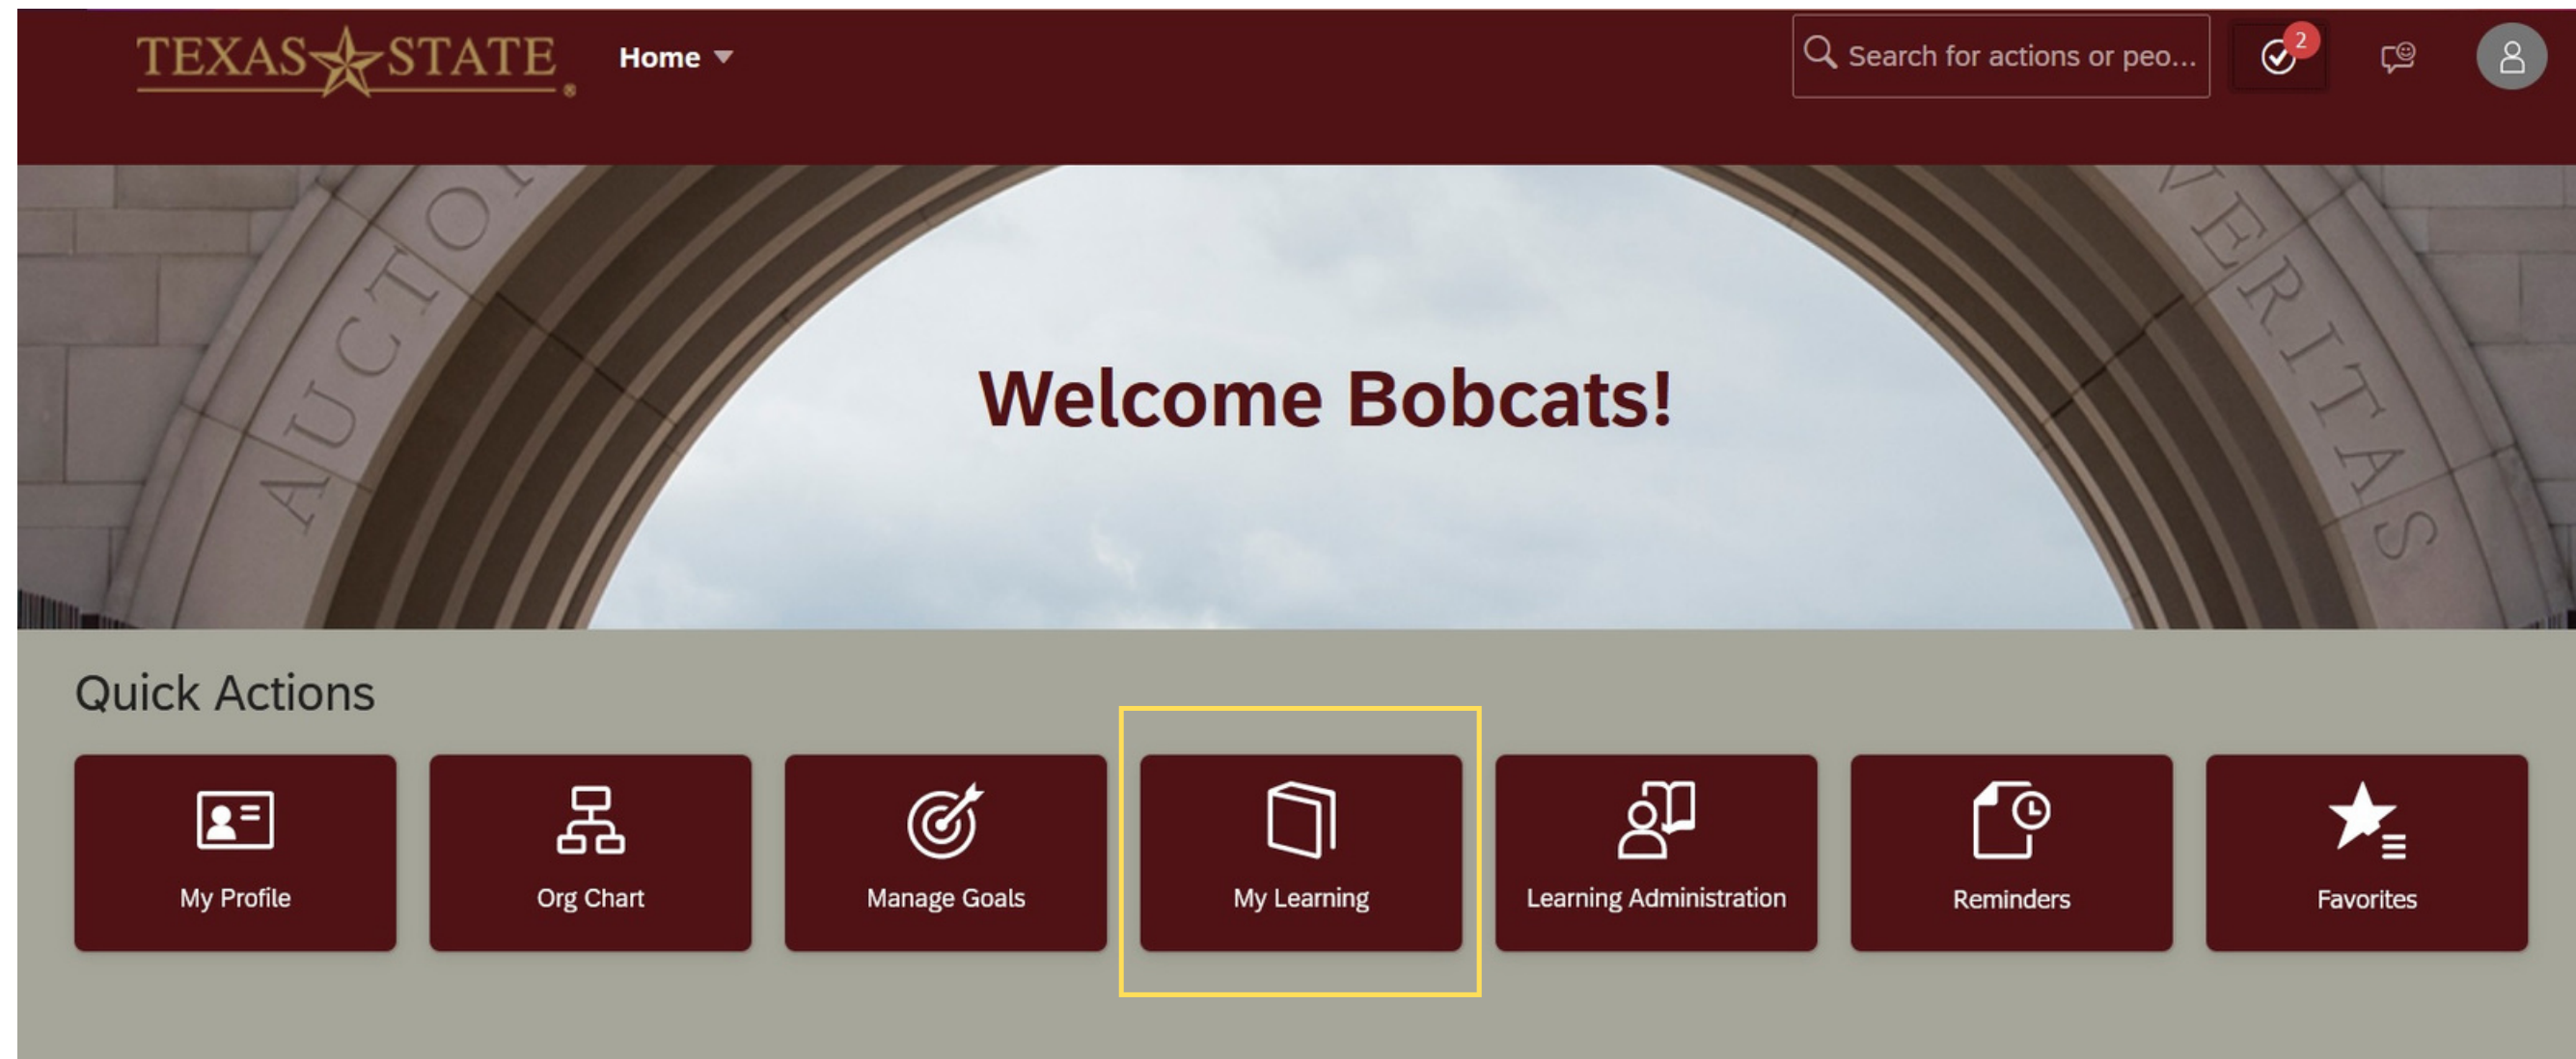 TEXAS STATE ®
Home
Search for actions or peo...
2
AUCTO
VERITAS
Welcome Bobcats!
Quick Actions
My Profile
Org Chart
Manage Goals
My Learning
Learning Administration
Reminders
Favorites